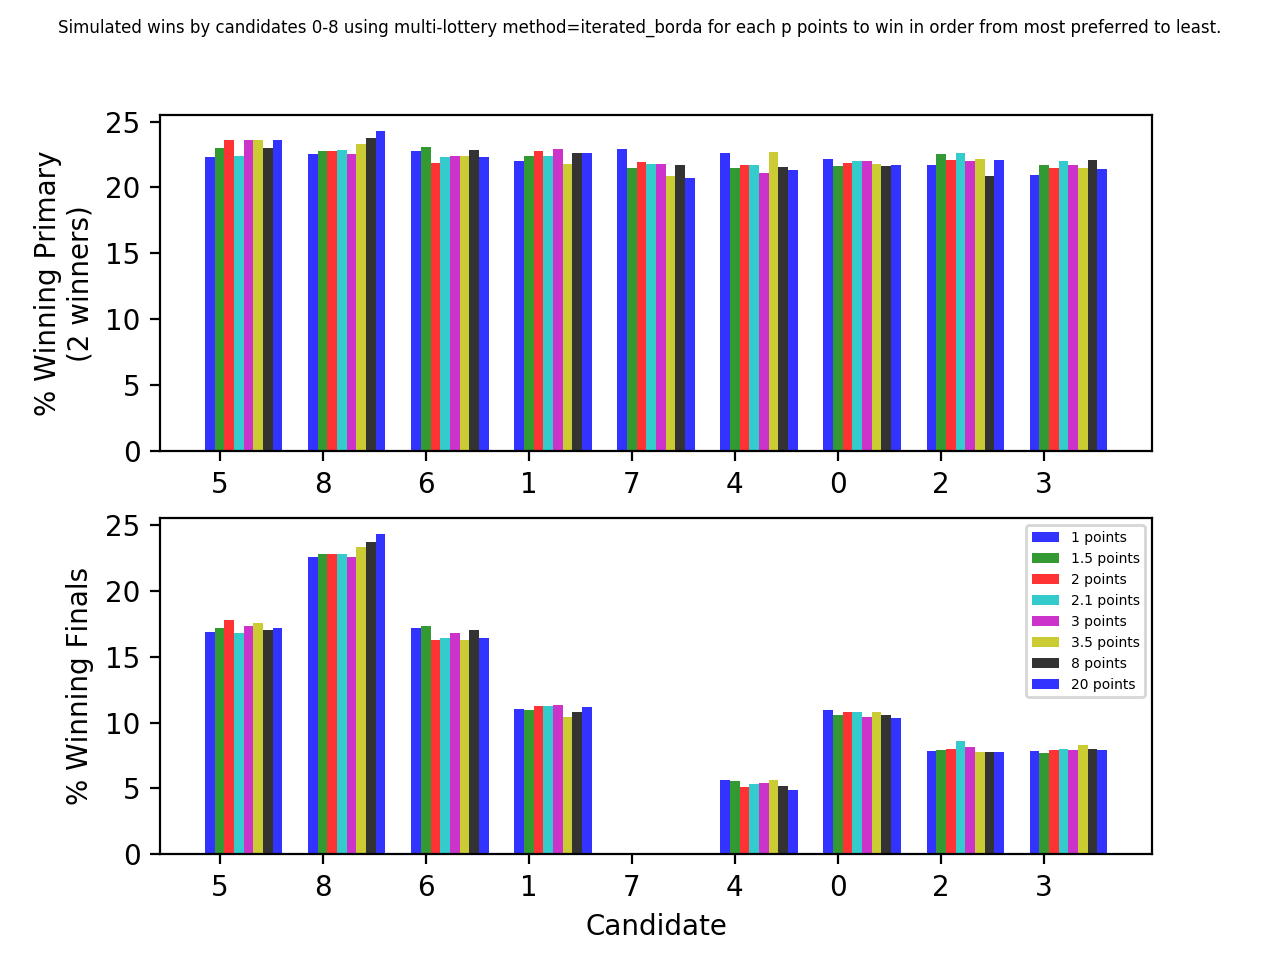 Simulated wins by candidates 0-8 using multi-lottery method=iterated_borda for each p points to win in order from most preferred to least.
% Winning Primary
(2 winners)
25
20
15
10
5
0
5 8 6 1 7 4 0 2 3
% Winning Finals
25
20
15
10
5
0
1 points
1.5 points
2 points
2.1 points
3 points
3.5 points
8 points
20 points
5 8 6 1 7 4 0 2 3
Candidate